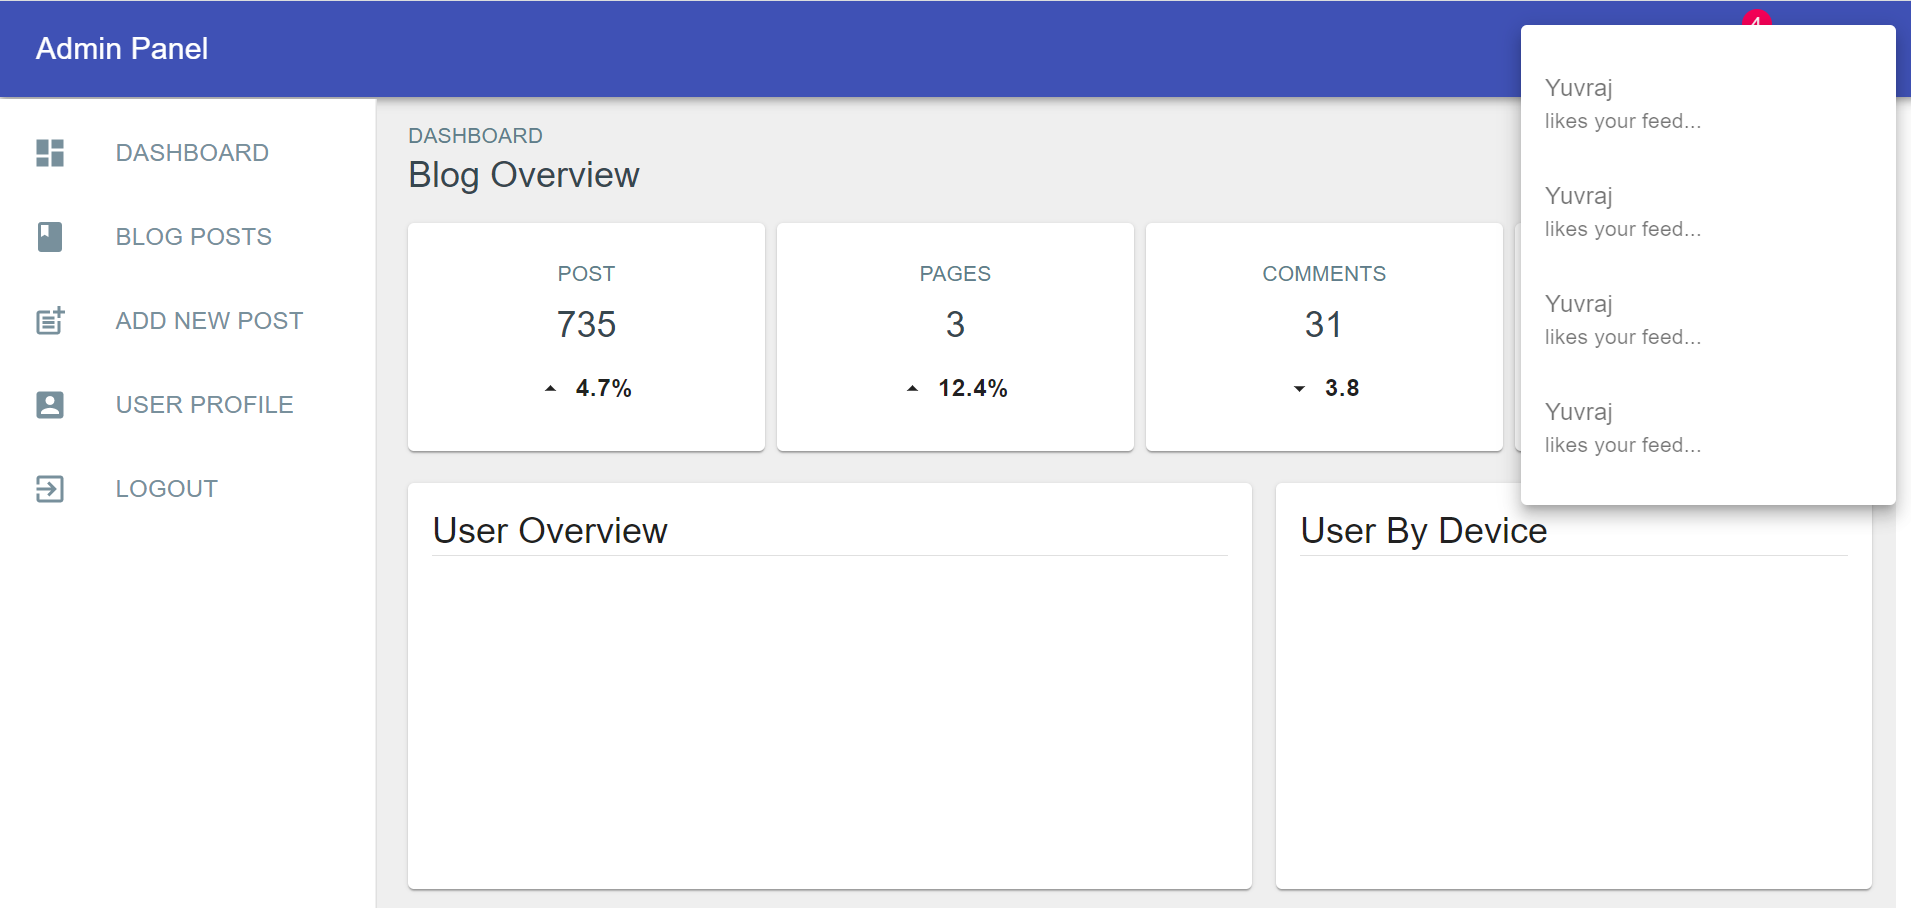 Admin Panel
4
Yuvraj
likes your feed...
Yuvraj
likes your feed...
Yuvraj
likes your feed...
Yuvraj
likes your feed...
DASHBOARD
BLOG POSTS
ADD NEW POST
USER PROFILE
LOGOUT
DASHBOARD
Blog Overview
POST
735
4.7%
PAGES
3
12.4%
COMMENTS
31
3.8
User Overview
User By Device